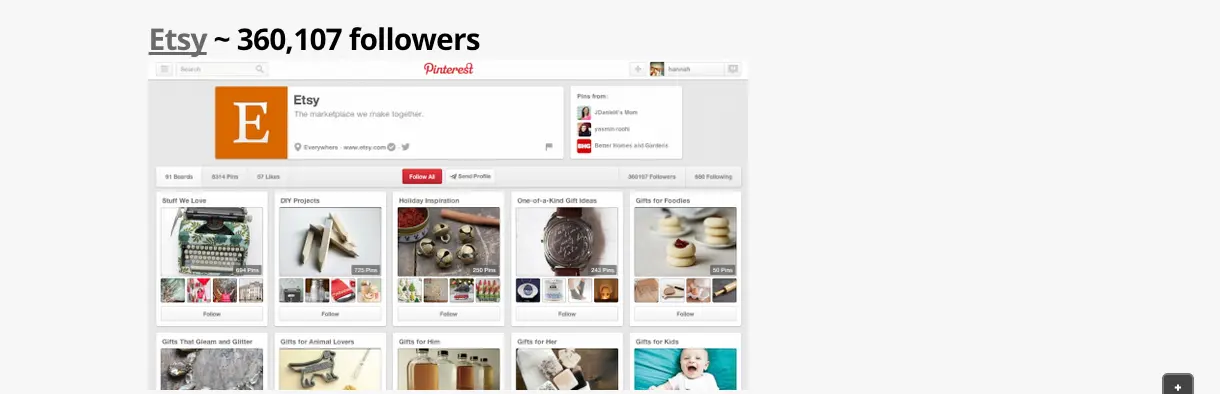 Etsy ~ 360,107 followers
Search
Pinterest
hannah
E
Etsy
The marketplace we make together.
Everywhere · www.etsy.com
Pins from:
JDaniel4's Mom
yasmin rashi
BHG Better Homes and Gardens
91 Boards 8314 Pins 57 Likes Follow All Send Profile 360107 Followers 660 Following
Stuff We Love DIY Projects Holiday Inspiration One-of-a-Kind Gift Ideas Gifts for Foodies
694 Pins 725 Pins 250 Pins 243 Pins 50 Pins
Follow Follow Follow Follow Follow
Gifts That Gleam and Glitter Gifts for Animal Lovers Gifts for Him Gifts for Her Gifts for Kids
+